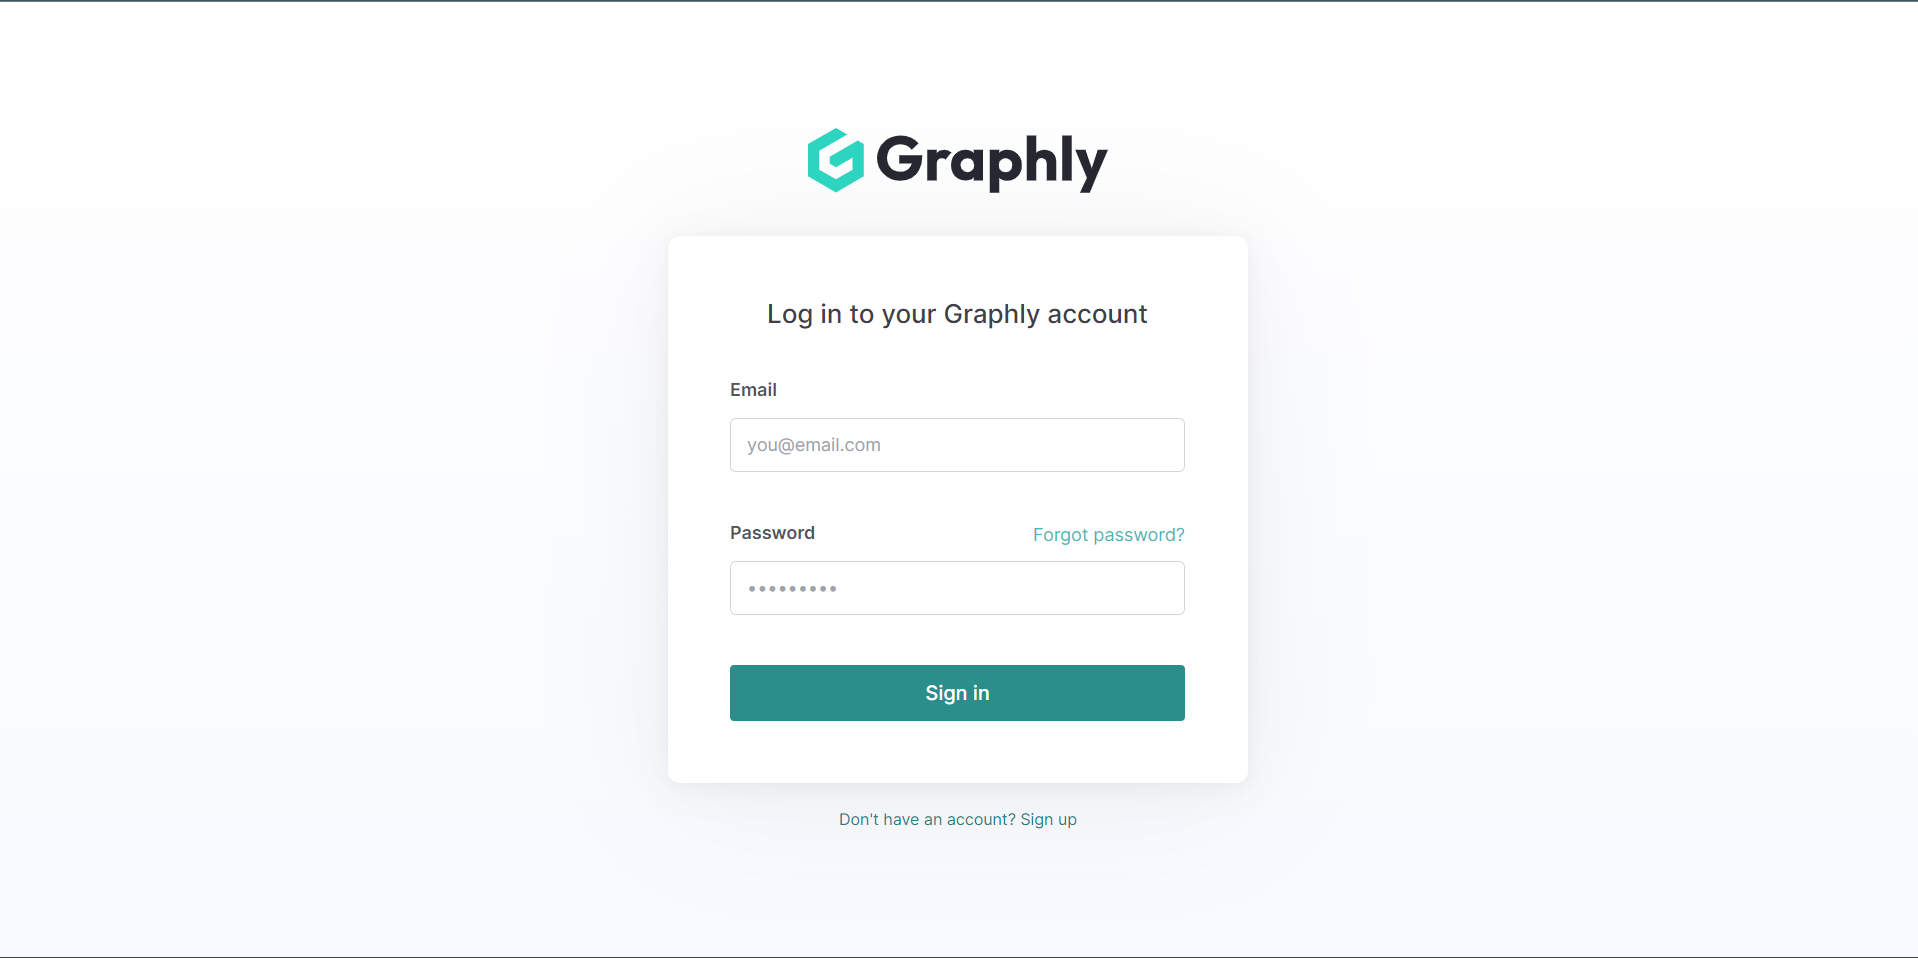 Graphly
Log in to your Graphly account
Email
you@email.com
Password Forgot password?
•••••••••
Sign in
Don't have an account? Sign up